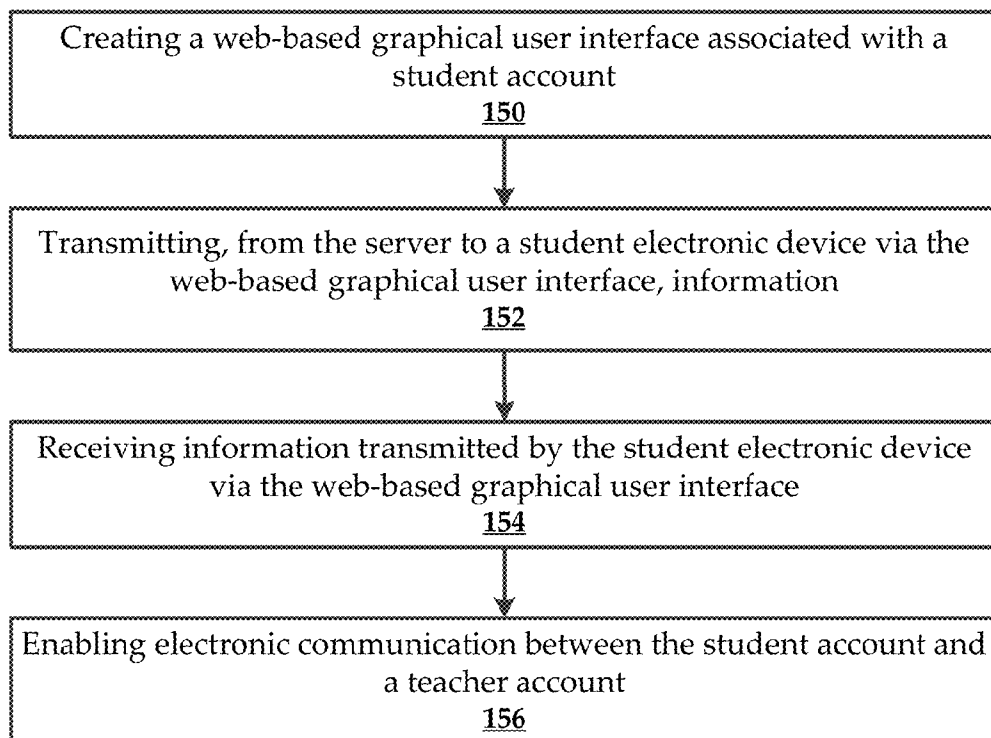 Creating a web-based graphical user interface associated with a
student account
150
Transmitting, from the server to a student electronic device via the
web-based graphical user interface, information
152
Receiving information transmitted by the student electronic device
via the web-based graphical user interface
154
Enabling electronic communication between the student account and
a teacher account
156